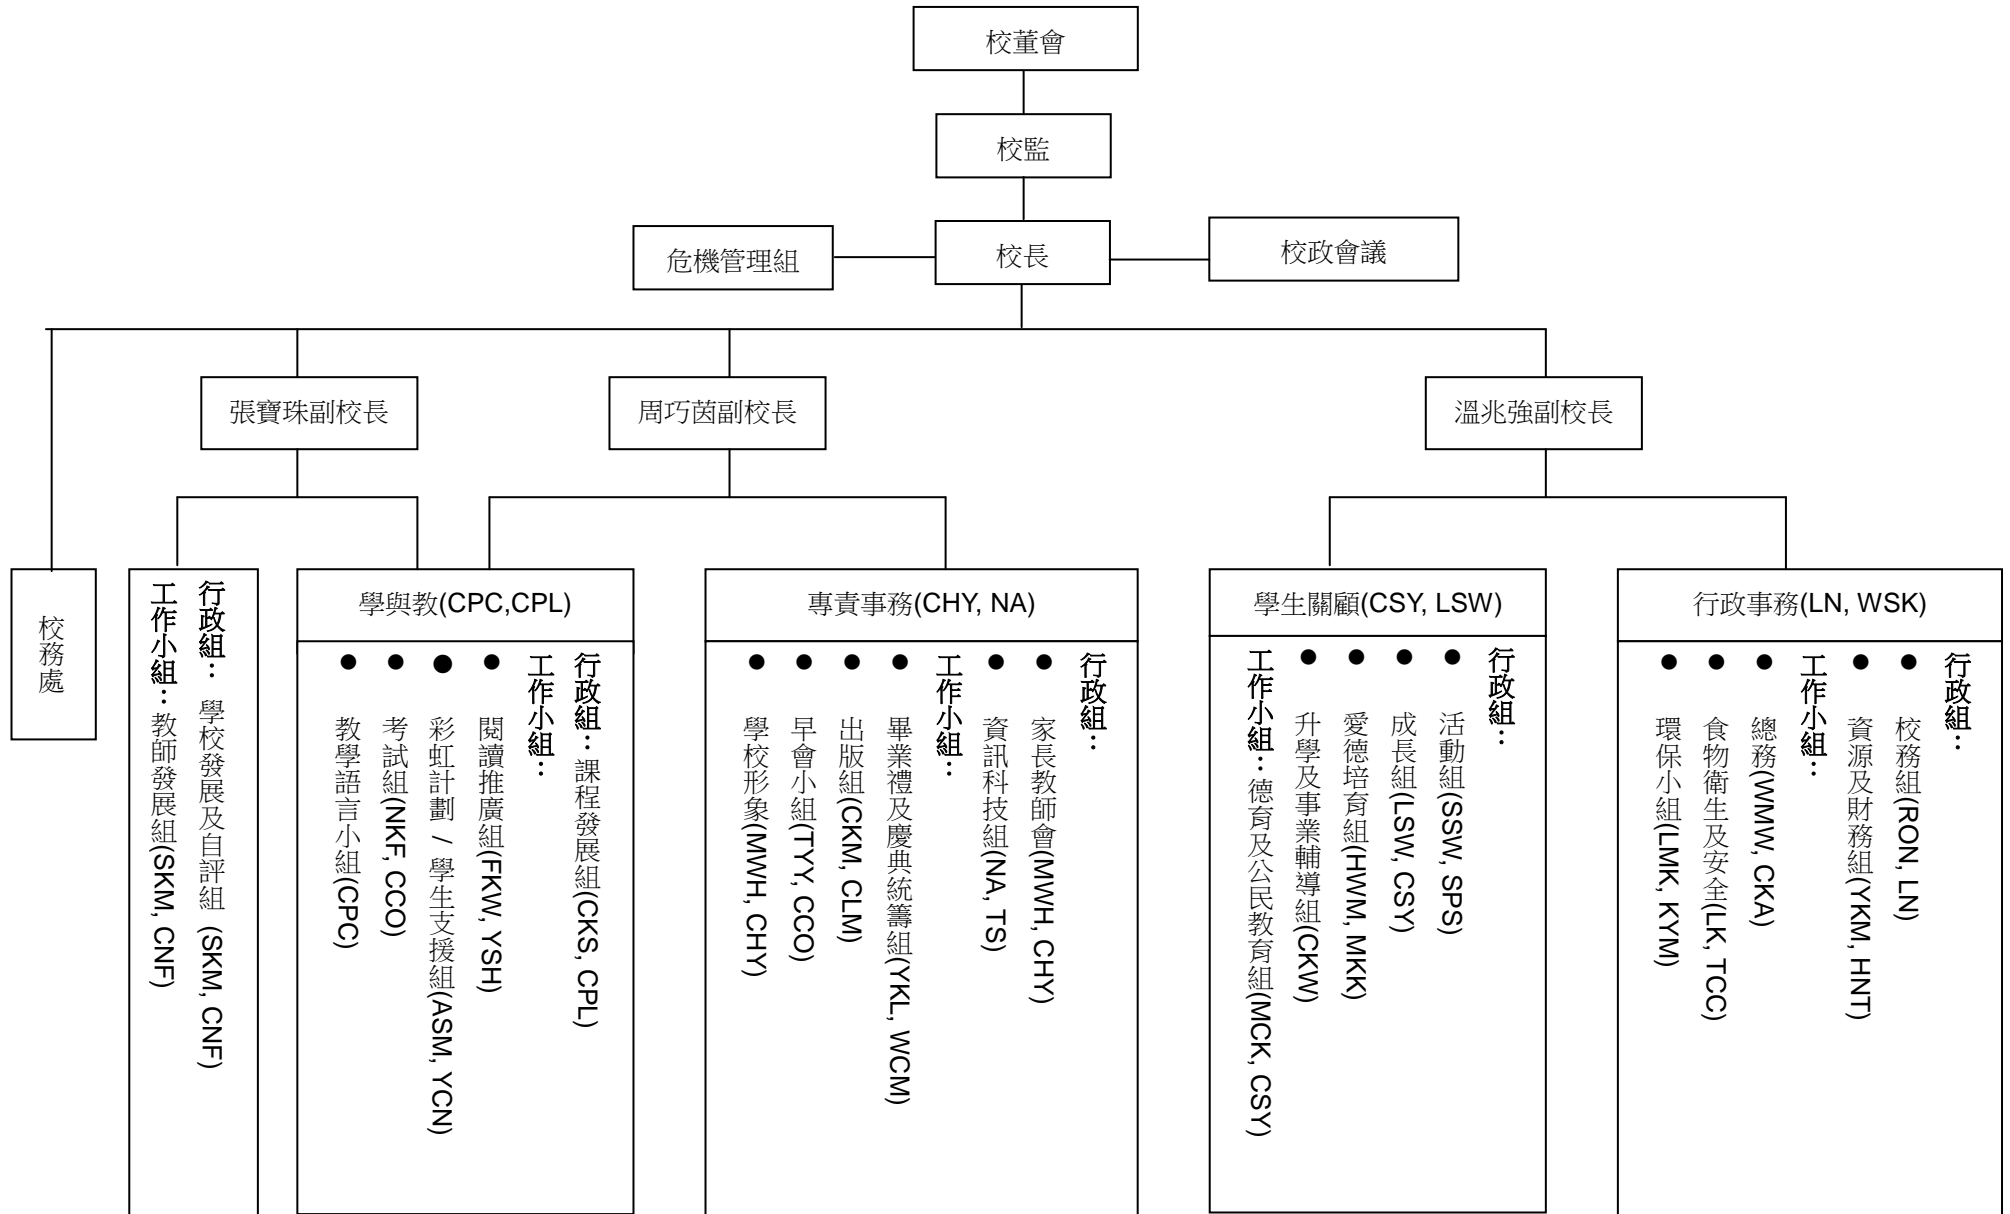 校董會
校監
危機管理組
校長
校政會議
張寶珠副校長
周巧茵副校長
溫兆強副校長
校務處
行政組： 學校發展及自評組 (SKM, CNF)
工作小組：教師發展組(SKM, CNF)
學與教(CPC,CPL)
行政組：課程發展組(CKS, CPL)
工作小組：
● 閱讀推廣組(FKW, YSH)
● 彩虹計劃 / 學生支援組(ASM, YCN)
● 考試組(NKF, CCO)
● 教學語言小組(CPC)
專責事務(CHY, NA)
行政組：
● 家長教師會(MWH, CHY)
● 資訊科技組(NA, TS)
工作小組：
● 畢業禮及慶典統籌組(YKL, WCM)
● 出版組(CKM, CLM)
● 早會小組(TYY, CCO)
● 學校形象(MWH, CHY)
學生關顧(CSY, LSW)
行政組：
● 活動組(SSW, SPS)
● 成長組(LSW, CSY)
● 愛德培育組(HWM, MKK)
● 升學及事業輔導組(CKW)
工作小組：德育及公民教育組(MCK, CSY)
行政事務(LN, WSK)
行政組：
● 校務組(RON, LN)
● 資源及財務組(YKM, HNT)
工作小組：
● 總務(WMW, CKA)
● 食物衛生及安全(LK, TCC)
● 環保小組(LMK, KYM)